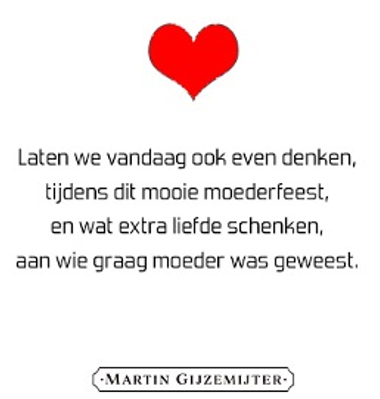 Laten we vandaag ook even denken,
tijdens dit mooie moederfeest,
en wat extra liefde schenken,
aan wie graag moeder was geweest.
·MARTIN GIJZEMIJTER·